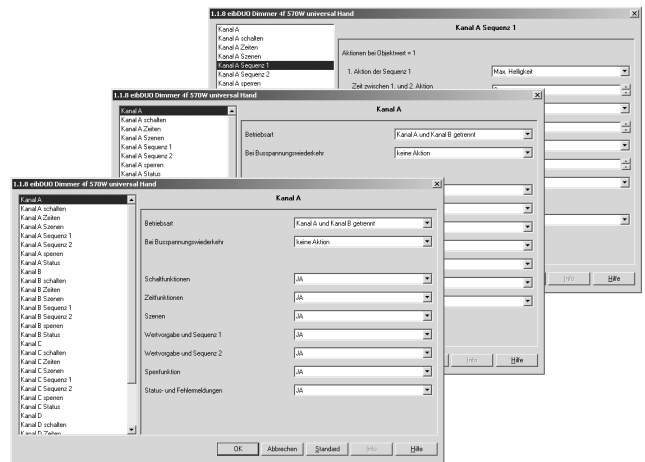 1.1.8 eibDUO Dimmer 4f 570W universal Hand
Kanal A
Kanal A schalten
Kanal A Zeiten
Kanal A Szenen
Kanal A Sequenz 1
Kanal A Sequenz 2
Kanal A sperren
Kanal A Sequenz 1
Aktionen bei Objektwert = 1
1. Aktion der Sequenz 1
Max. Helligkeit
Zeit zwischen 1. und 2. Aktion
Info
Hilfe
1.1.8 eibDUO Dimmer 4f 570W universal Hand
Kanal A
Kanal A schalten
Kanal A Zeiten
Kanal A Szenen
Kanal A Sequenz 1
Kanal A Sequenz 2
Kanal A sperren
Kanal A Status
Kanal A
Betriebsart
Kanal A und Kanal B getrennt
Bei Busspannungswiederkehr
keine Aktion
Info
Hilfe
1.1.8 eibDUO Dimmer 4f 570W universal Hand
Kanal A
Kanal A schalten
Kanal A Zeiten
Kanal A Szenen
Kanal A Sequenz 1
Kanal A Sequenz 2
Kanal A sperren
Kanal A Status
Kanal B
Kanal B schalten
Kanal B Zeiten
Kanal B Szenen
Kanal B Sequenz 1
Kanal B Sequenz 2
Kanal B sperren
Kanal B Status
Kanal C
Kanal C schalten
Kanal C Zeiten
Kanal C Szenen
Kanal C Sequenz 1
Kanal C Sequenz 2
Kanal C sperren
Kanal C Status
Kanal D
Kanal D schalten
Kanal D Zeiten
Kanal A
Betriebsart
Kanal A und Kanal B getrennt
Bei Busspannungswiederkehr
keine Aktion
Schaltfunktionen
JA
Zeitfunktionen
JA
Szenen
JA
Wertvorgabe und Sequenz 1
JA
Wertvorgabe und Sequenz 2
JA
Sperrfunktion
JA
Status- und Fehlermeldungen
JA
OK
Abbrechen
Standard
Info
Hilfe